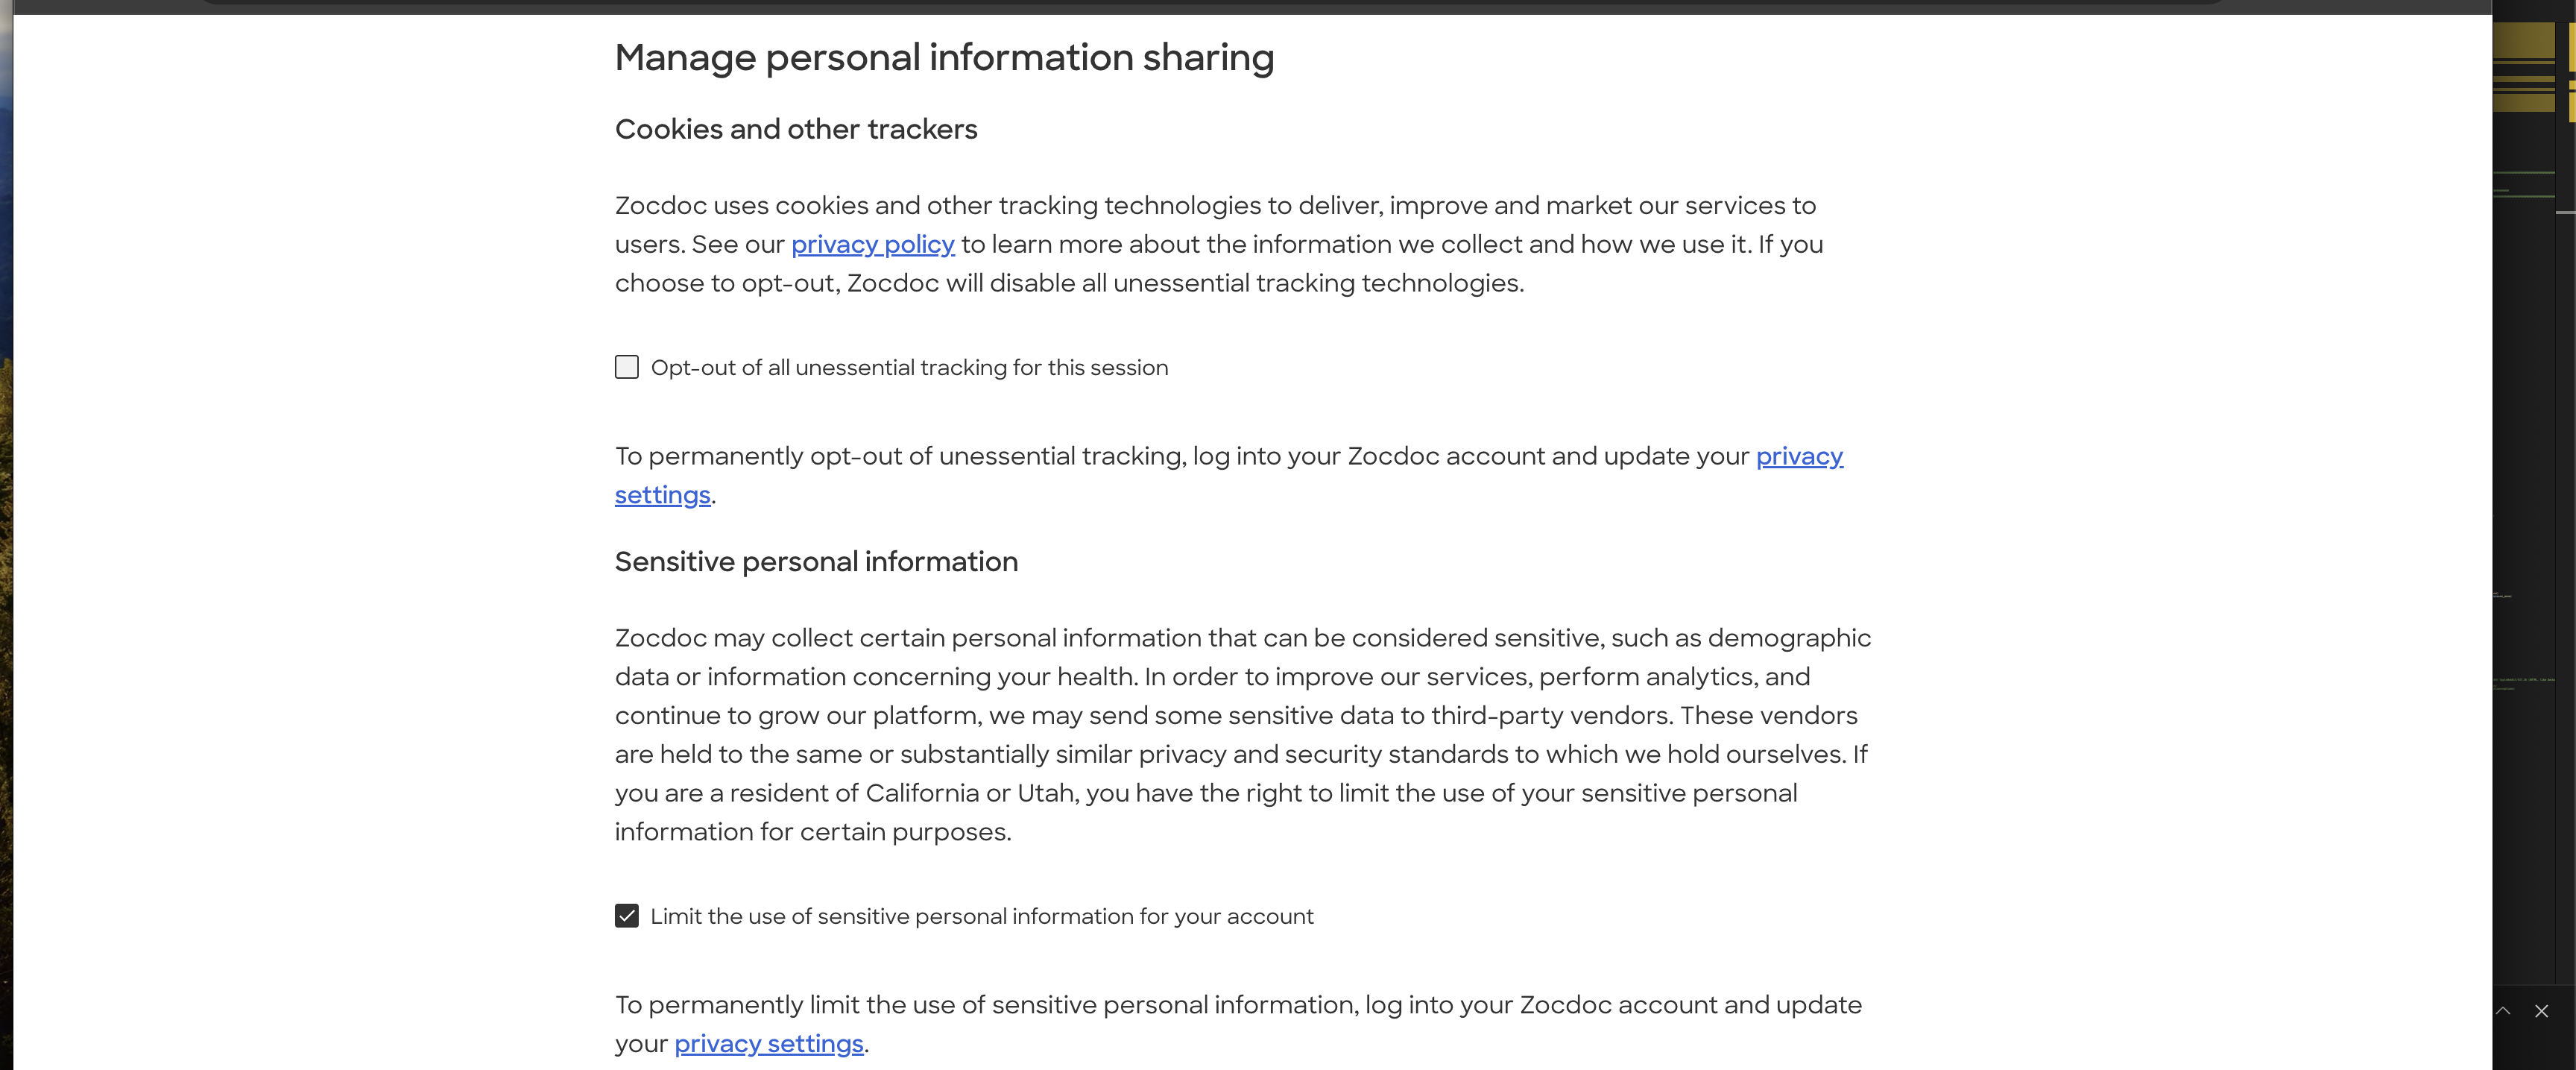 Manage personal information sharing
Cookies and other trackers
Zocdoc uses cookies and other tracking technologies to deliver, improve and market our services to
users. See our privacy policy to learn more about the information we collect and how we use it. If you
choose to opt-out, Zocdoc will disable all unessential tracking technologies.
Opt-out of all unessential tracking for this session
To permanently opt-out of unessential tracking, log into your Zocdoc account and update your privacy
settings.
Sensitive personal information
Zocdoc may collect certain personal information that can be considered sensitive, such as demographic
data or information concerning your health. In order to improve our services, perform analytics, and
continue to grow our platform, we may send some sensitive data to third-party vendors. These vendors
are held to the same or substantially similar privacy and security standards to which we hold ourselves. If
you are a resident of California or Utah, you have the right to limit the use of your sensitive personal
information for certain purposes.
Limit the use of sensitive personal information for your account
To permanently limit the use of sensitive personal information, log into your Zocdoc account and update
your privacy settings.